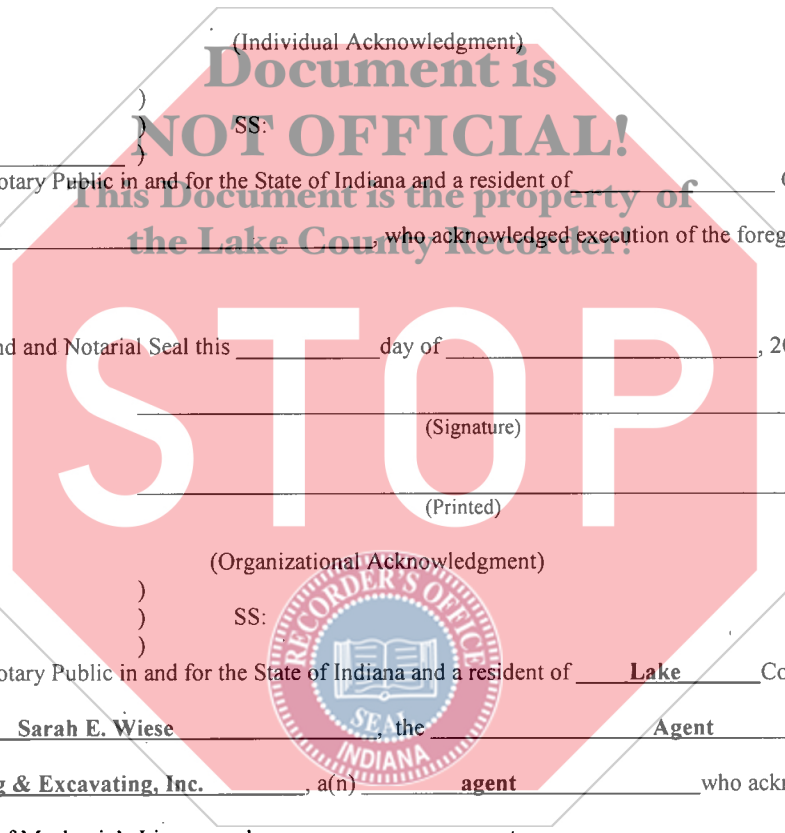 (Individual Acknowledgment)
Document is
)
) SS:
NOT OFFICIAL!
)
otary Public in and for the State of Indiana and a resident of
This Document is the property of
, who acknowledged execution of the foreg
the Lake County Recorder!
nd and Notarial Seal this day of , 20
STOP
(Signature)
(Printed)
(Organizational Acknowledgment)
)
) SS:
)
RECORDER'S OFFICE
otary Public in and for the State of Indiana and a resident of Lake Co
Sarah E. Wiese , the Agent
SEAL
INDIANA
g & Excavating, Inc. , a(n) agent who ack